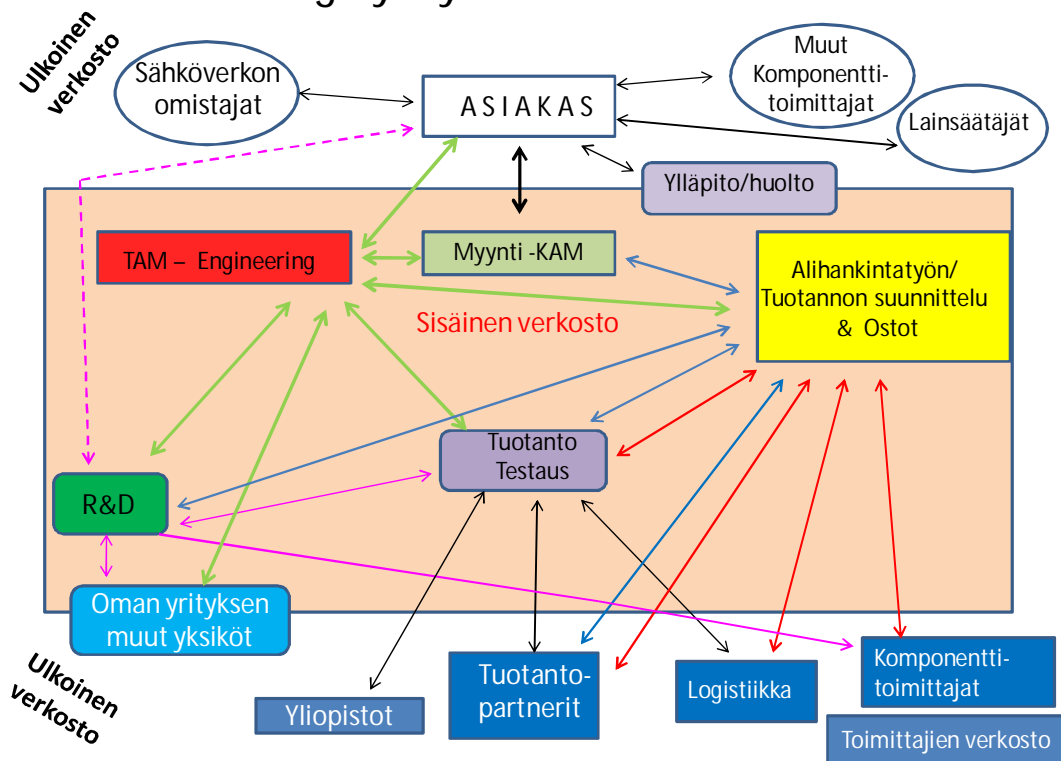 Ulkoinen
verkosto
Sähköverkon
omistajat
A S I A K A S
Muut
Komponentti-
toimittajat
Lainsäätäjät
Ylläpito/huolto
TAM – Engineering
Myynti -KAM
Alihankintatyön/
Tuotannon suunnittelu
& Ostot
Sisäinen verkosto
Tuotanto
Testaus
R&D
Oman yrityksen
muut yksiköt
Ulkoinen
verkosto
Yliopistot
Tuotanto-
partnerit
Logistiikka
Komponentti-
toimittajat
Toimittajien verkosto